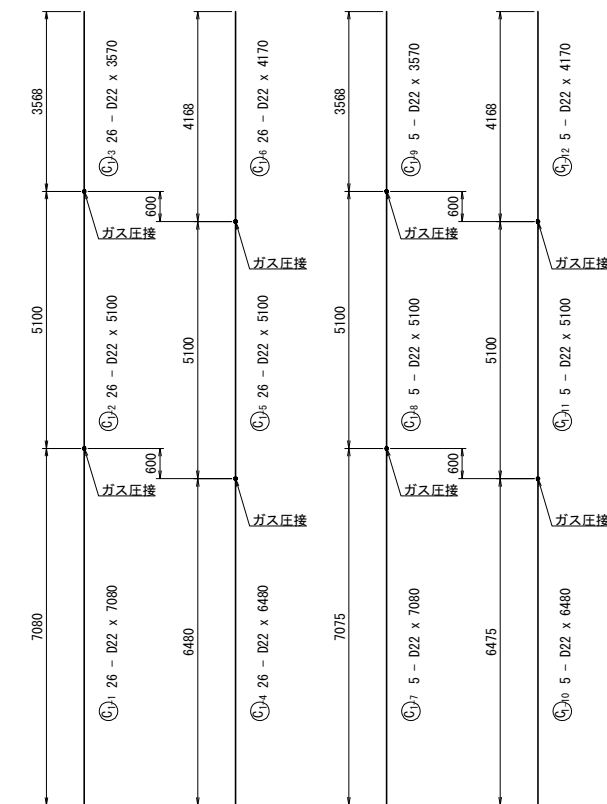 3568
C1-3 26 - D22 x 3570
4168
C1-6 26 - D22 x 4170
3568
C1-9 5 - D22 x 3570
4168
C1-12 5 - D22 x 4170
600
600
ガス圧接
ガス圧接
ガス圧接
ガス圧接
5100
C1-2 26 - D22 x 5100
5100
C1-5 26 - D22 x 5100
5100
C1-8 5 - D22 x 5100
5100
C1-11 5 - D22 x 5100
600
600
ガス圧接
ガス圧接
ガス圧接
ガス圧接
7080
C1-1 26 - D22 x 7080
6480
C1-4 26 - D22 x 6480
7075
C1-7 5 - D22 x 7080
6475
C1-10 5 - D22 x 6480